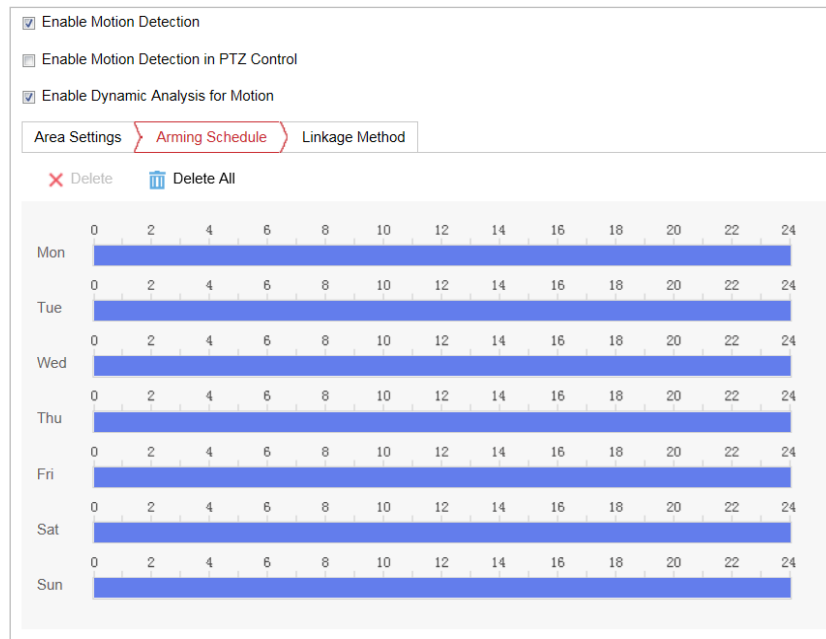 Enable Motion Detection
Enable Motion Detection in PTZ Control
Enable Dynamic Analysis for Motion
Area Settings Arming Schedule Linkage Method
Delete Delete All
0 2 4 6 8 10 12 14 16 18 20 22 24
Mon
0 2 4 6 8 10 12 14 16 18 20 22 24
Tue
0 2 4 6 8 10 12 14 16 18 20 22 24
Wed
0 2 4 6 8 10 12 14 16 18 20 22 24
Thu
0 2 4 6 8 10 12 14 16 18 20 22 24
Fri
0 2 4 6 8 10 12 14 16 18 20 22 24
Sat
0 2 4 6 8 10 12 14 16 18 20 22 24
Sun